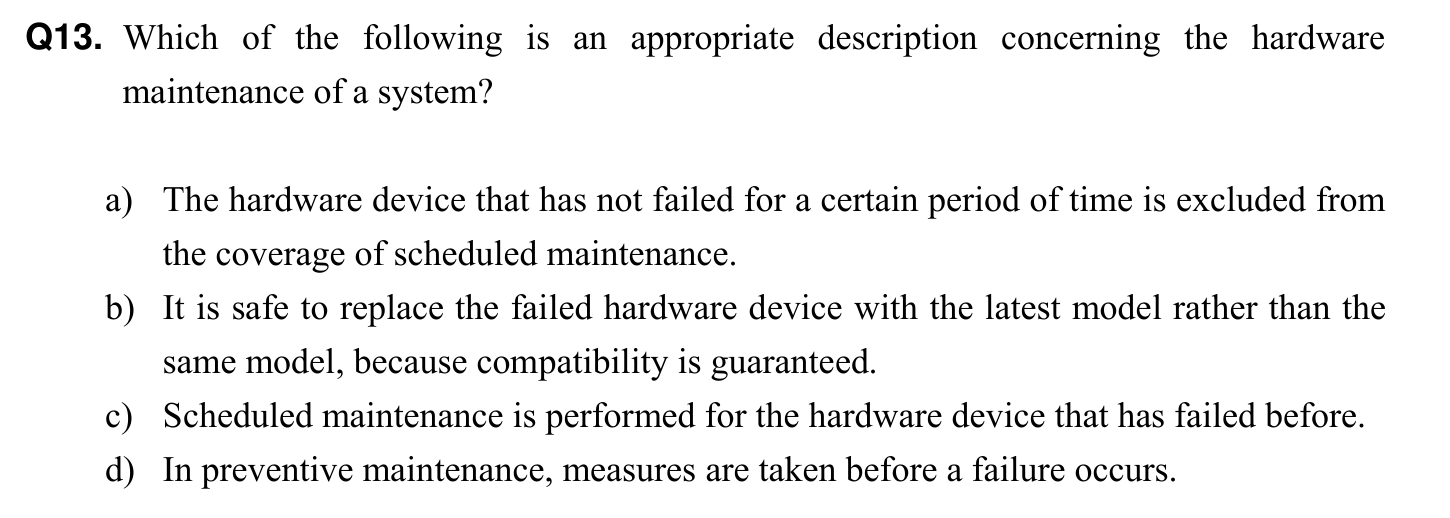 Q13. Which of the following is an appropriate description concerning the hardware
maintenance of a system?
a) The hardware device that has not failed for a certain period of time is excluded from
the coverage of scheduled maintenance.
b) It is safe to replace the failed hardware device with the latest model rather than the
same model, because compatibility is guaranteed.
c) Scheduled maintenance is performed for the hardware device that has failed before.
d) In preventive maintenance, measures are taken before a failure occurs.